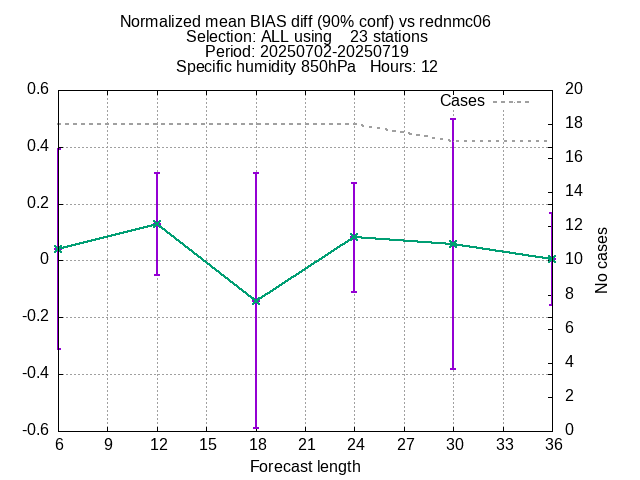 Normalized mean BIAS diff (90% conf) vs rednmc06
Selection: ALL using    23 stations
Period: 20250702-20250719
Specific humidity 850hPa   Hours: 12
Cases
0.6
0.4
0.2
0
-0.2
-0.4
-0.6
20
18
16
14
12
10
8
6
4
2
0
No cases
6 9 12 15 18 21 24 27 30 33 36
Forecast length